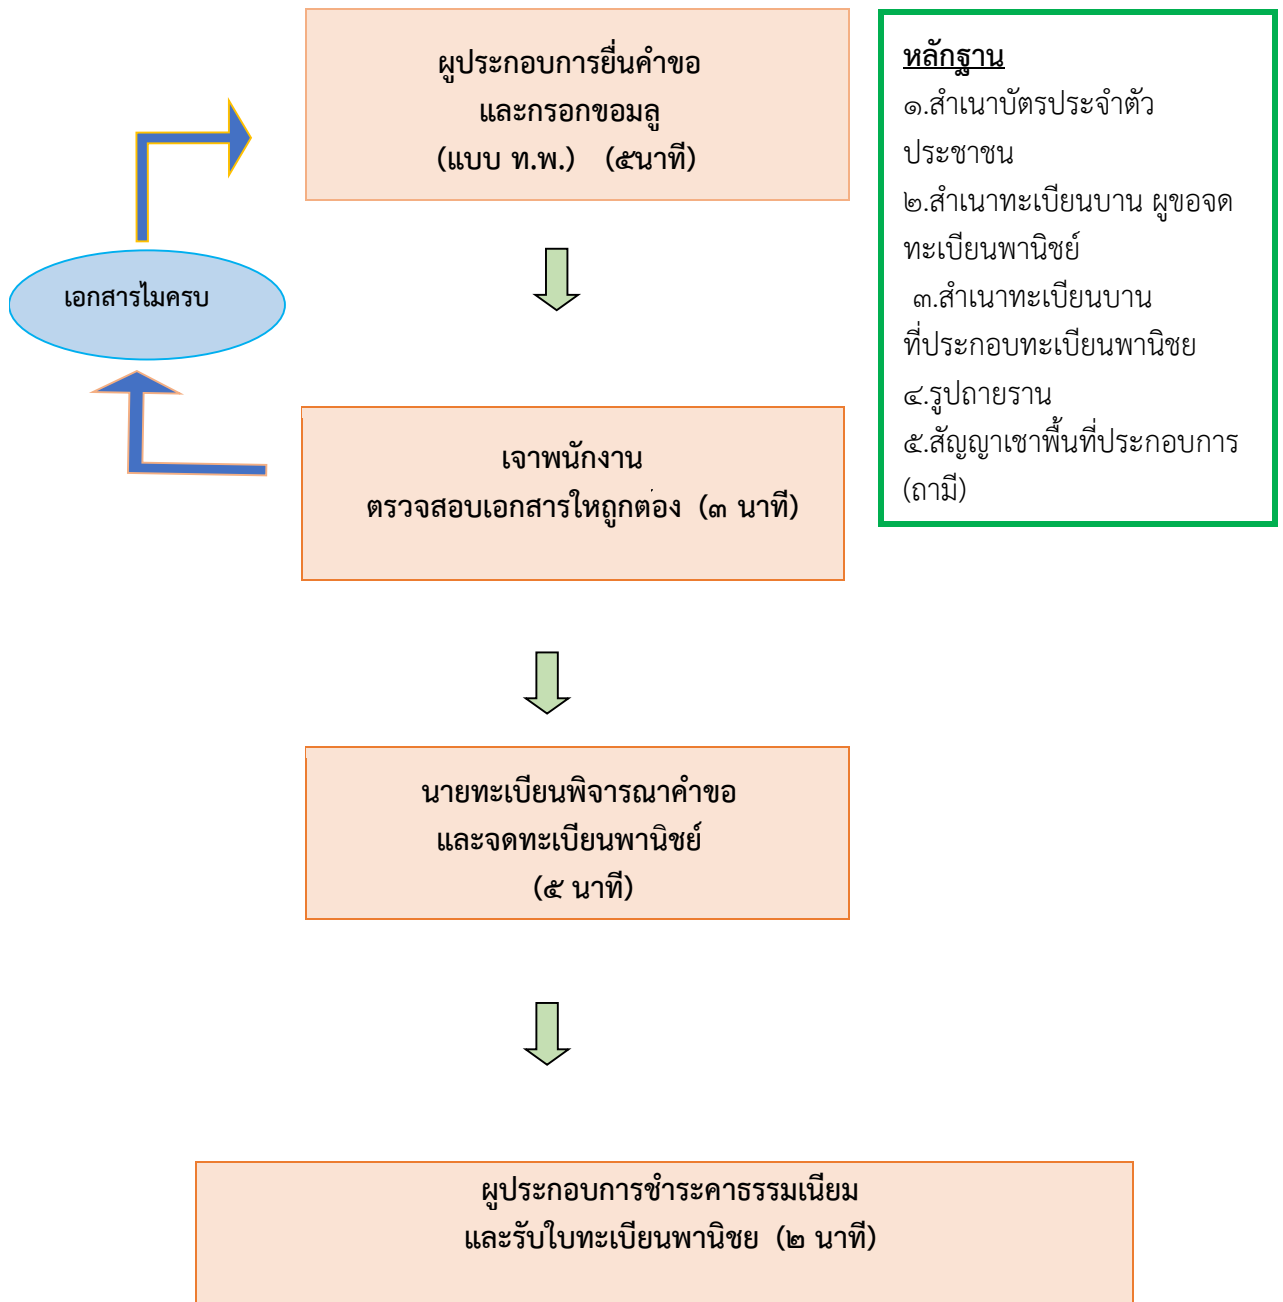 ผูประกอบการยื่นคำขอ
และกรอกขอมลู
(แบบ ท.พ.) (๕นาที)
หลักฐาน
๑.สำเนาบัตรประจำตัว
ประชาชน
๒.สำเนาทะเบียนบาน ผูขอจด
ทะเบียนพานิชย์
๓.สำเนาทะเบียนบาน
ที่ประกอบทะเบียนพานิชย
๔.รูปถายราน
๕.สัญญาเชาพื้นที่ประกอบการ
(ถามี)
เอกสารไมครบ
เจาพนักงาน
ตรวจสอบเอกสารใหถูกต่อง (๓ นาที)
นายทะเบียนพิจารณาคำขอ
และจดทะเบียนพานิชย์
(๕ นาที)
ผูประกอบการชำระคาธรรมเนียม
และรับใบทะเบียนพานิชย (๒ นาที)